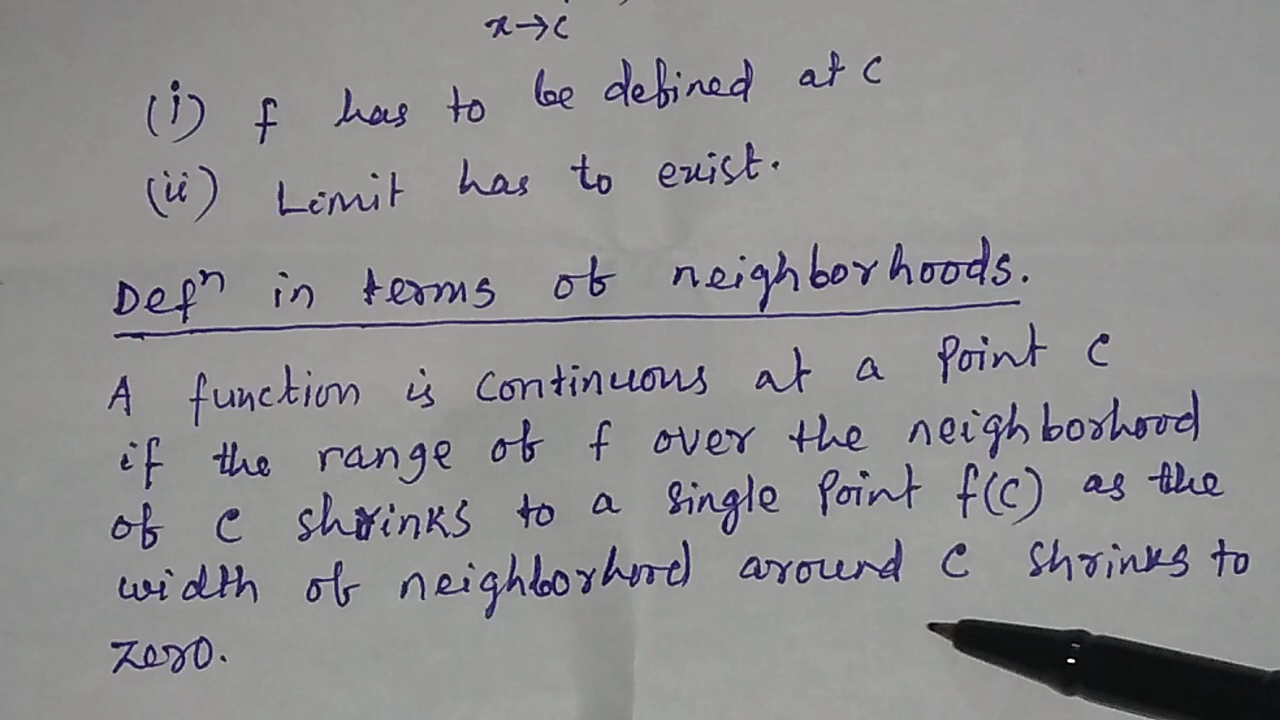 x→c
(i) f has to be defined at c
(ii) Limit has to exist.
Defⁿ in terms of neighborhoods.
A function is continuous at a point c
if the range of f over the neighborhood
of c shrinks to a single point f(c) as the
width of neighborhood around c shrinks to
zero.